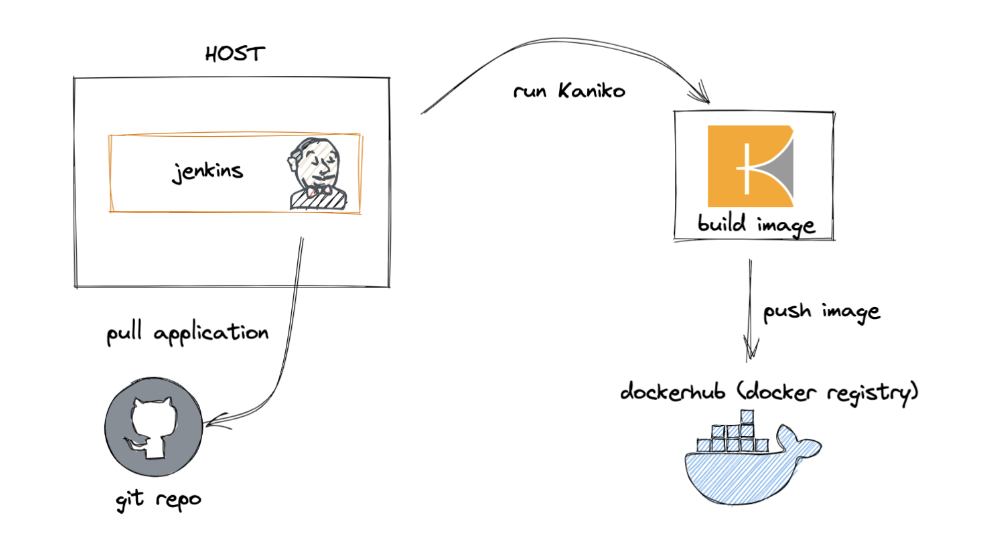 HOST
run Kaniko
jenkins
build image
pull application
push image
dockerhub (docker registry)
git repo